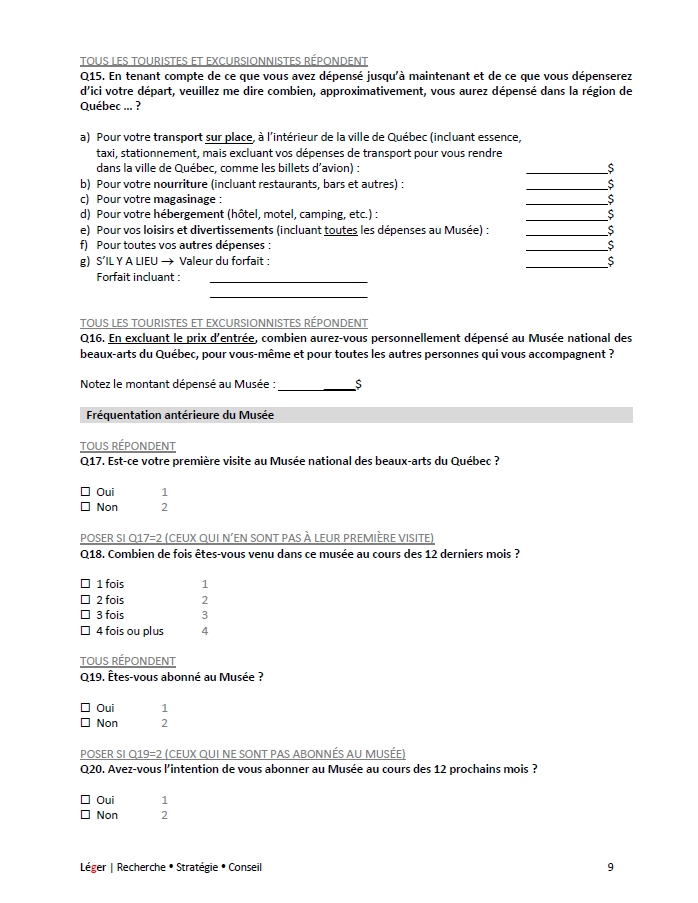 TOUS LES TOURISTES ET EXCURSIONNISTES RÉPONDENT
Q15. En tenant compte de ce que vous avez dépensé jusqu'à maintenant et de ce que vous dépenserez
d'ici votre départ, veuillez me dire combien, approximativement, vous aurez dépensé dans la région de
Québec ... ?
a) Pour votre transport sur place, à l'intérieur de la ville de Québec (incluant essence,
taxi, stationnement, mais excluant vos dépenses de transport pour vous rendre
dans la ville de Québec, comme les billets d'avion) : _____________$
b) Pour votre nourriture (incluant restaurants, bars et autres) : _____________$
c) Pour votre magasinage : _____________$
d) Pour votre hébergement (hôtel, motel, camping, etc.) : _____________$
e) Pour vos loisirs et divertissements (incluant toutes les dépenses au Musée) : _____________$
f) Pour toutes vos autres dépenses : _____________$
g) S'IL Y A LIEU → Valeur du forfait : _____________$
Forfait incluant : _________________________
_________________________
TOUS LES TOURISTES ET EXCURSIONNISTES RÉPONDENT
Q16. En excluant le prix d'entrée, combien aurez-vous personnellement dépensé au Musée national des
beaux-arts du Québec, pour vous-même et pour toutes les autres personnes qui vous accompagnent ?
Notez le montant dépensé au Musée : ____________$
Fréquentation antérieure du Musée
TOUS RÉPONDENT
Q17. Est-ce votre première visite au Musée national des beaux-arts du Québec ?
☐ Oui 1
☐ Non 2
POSER SI Q17=2 (CEUX QUI N'EN SONT PAS À LEUR PREMIÈRE VISITE)
Q18. Combien de fois êtes-vous venu dans ce musée au cours des 12 derniers mois ?
☐ 1 fois 1
☐ 2 fois 2
☐ 3 fois 3
☐ 4 fois ou plus 4
TOUS RÉPONDENT
Q19. Êtes-vous abonné au Musée ?
☐ Oui 1
☐ Non 2
POSER SI Q19=2 (CEUX QUI NE SONT PAS ABONNÉS AU MUSÉE)
Q20. Avez-vous l'intention de vous abonner au Musée au cours des 12 prochains mois ?
☐ Oui 1
☐ Non 2
Léger | Recherche • Stratégie • Conseil 9